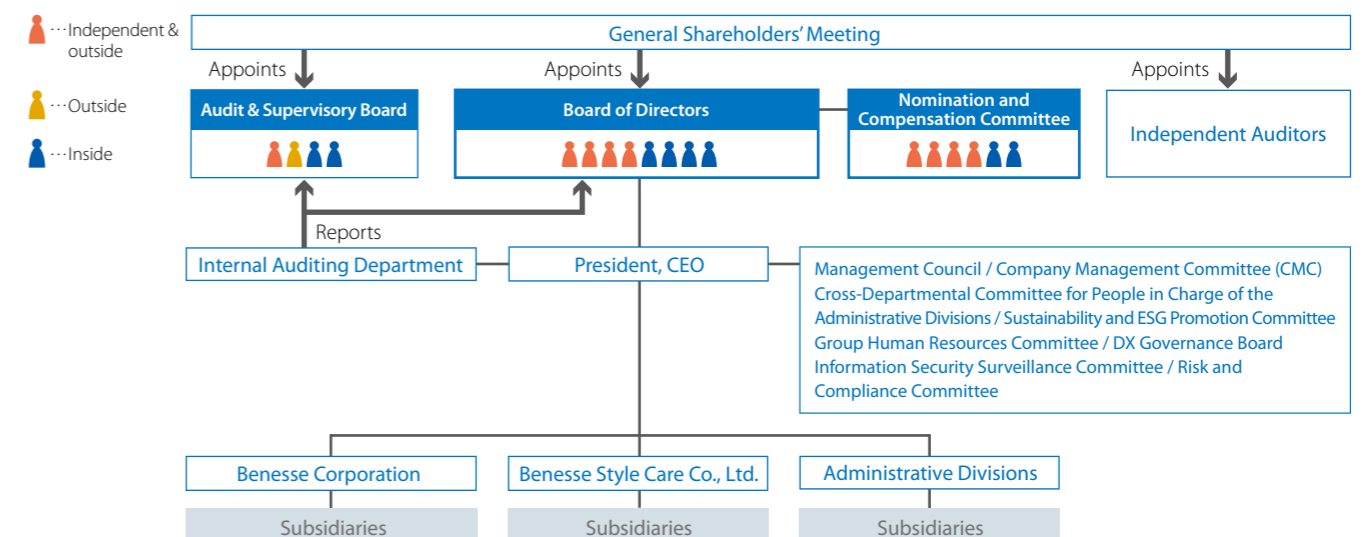 …Independent &
outside
…Outside
…Inside
General Shareholders' Meeting
Appoints
Appoints
Appoints
Audit & Supervisory Board
Board of Directors
Nomination and
Compensation Committee
Independent Auditors
Reports
Internal Auditing Department
President, CEO
Management Council / Company Management Committee (CMC)
Cross-Departmental Committee for People in Charge of the
Administrative Divisions / Sustainability and ESG Promotion Committee
Group Human Resources Committee / DX Governance Board
Information Security Surveillance Committee / Risk and
Compliance Committee
Benesse Corporation
Benesse Style Care Co., Ltd.
Administrative Divisions
Subsidiaries
Subsidiaries
Subsidiaries